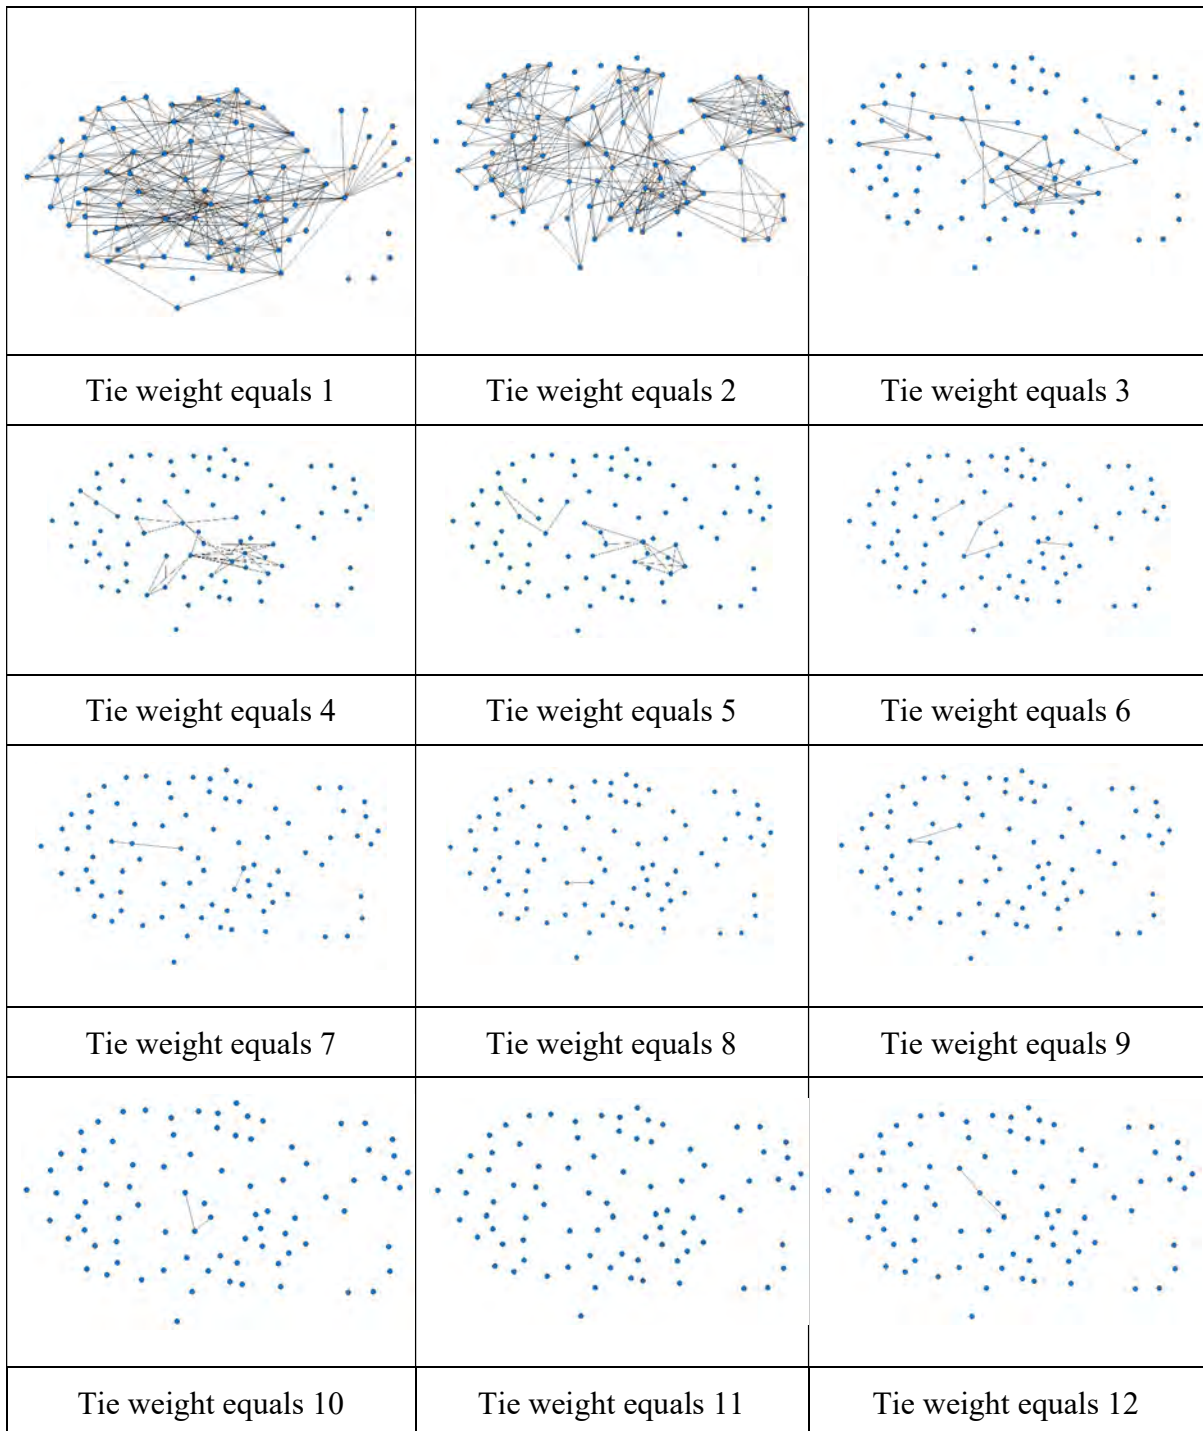 Tie weight equals 1
Tie weight equals 2
Tie weight equals 3
Tie weight equals 4
Tie weight equals 5
Tie weight equals 6
Tie weight equals 7
Tie weight equals 8
Tie weight equals 9
Tie weight equals 10
Tie weight equals 11
Tie weight equals 12